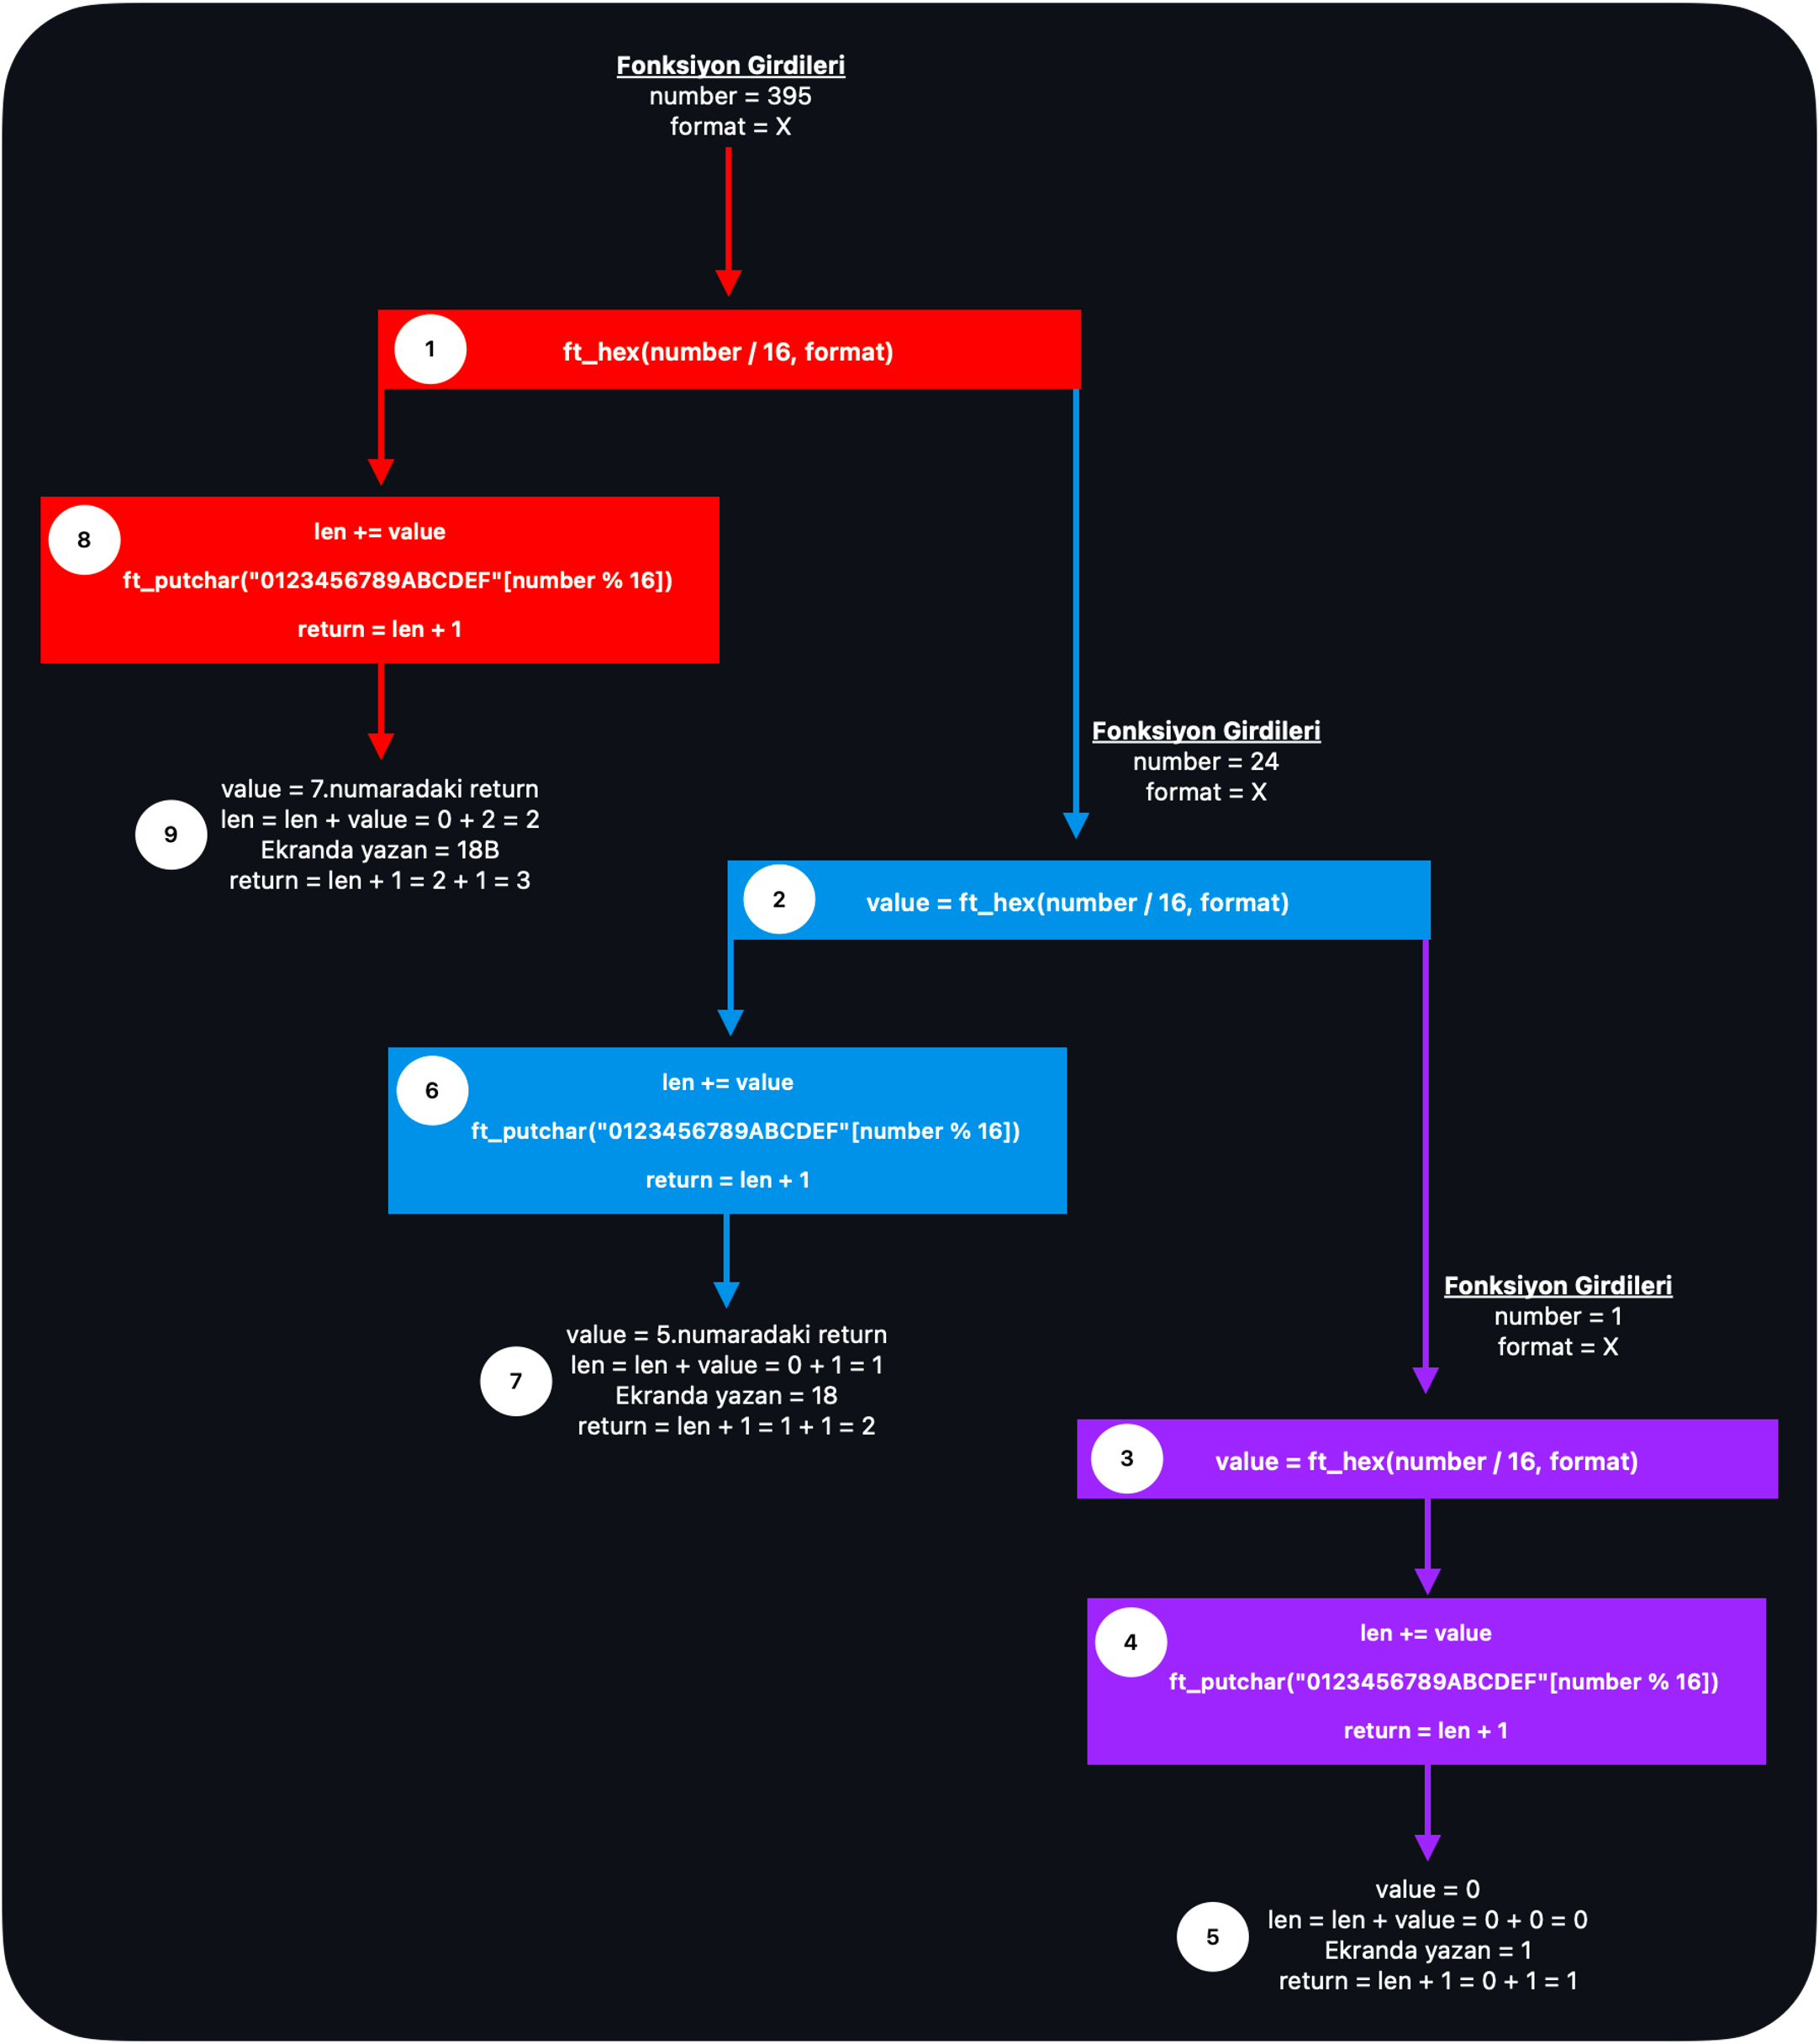 Fonksiyon Girdileri
number = 395
format = X
1
ft_hex(number / 16, format)
8
len += value
ft_putchar("0123456789ABCDEF"[number % 16])
return = len + 1
9
value = 7.numaradaki return
len = len + value = 0 + 2 = 2
Ekranda yazan = 18B
return = len + 1 = 2 + 1 = 3
Fonksiyon Girdileri
number = 24
format = X
2
value = ft_hex(number / 16, format)
6
len += value
ft_putchar("0123456789ABCDEF"[number % 16])
return = len + 1
7
value = 5.numaradaki return
len = len + value = 0 + 1 = 1
Ekranda yazan = 18
return = len + 1 = 1 + 1 = 2
Fonksiyon Girdileri
number = 1
format = X
3
value = ft_hex(number / 16, format)
4
len += value
ft_putchar("0123456789ABCDEF"[number % 16])
return = len + 1
5
value = 0
len = len + value = 0 + 0 = 0
Ekranda yazan = 1
return = len + 1 = 0 + 1 = 1